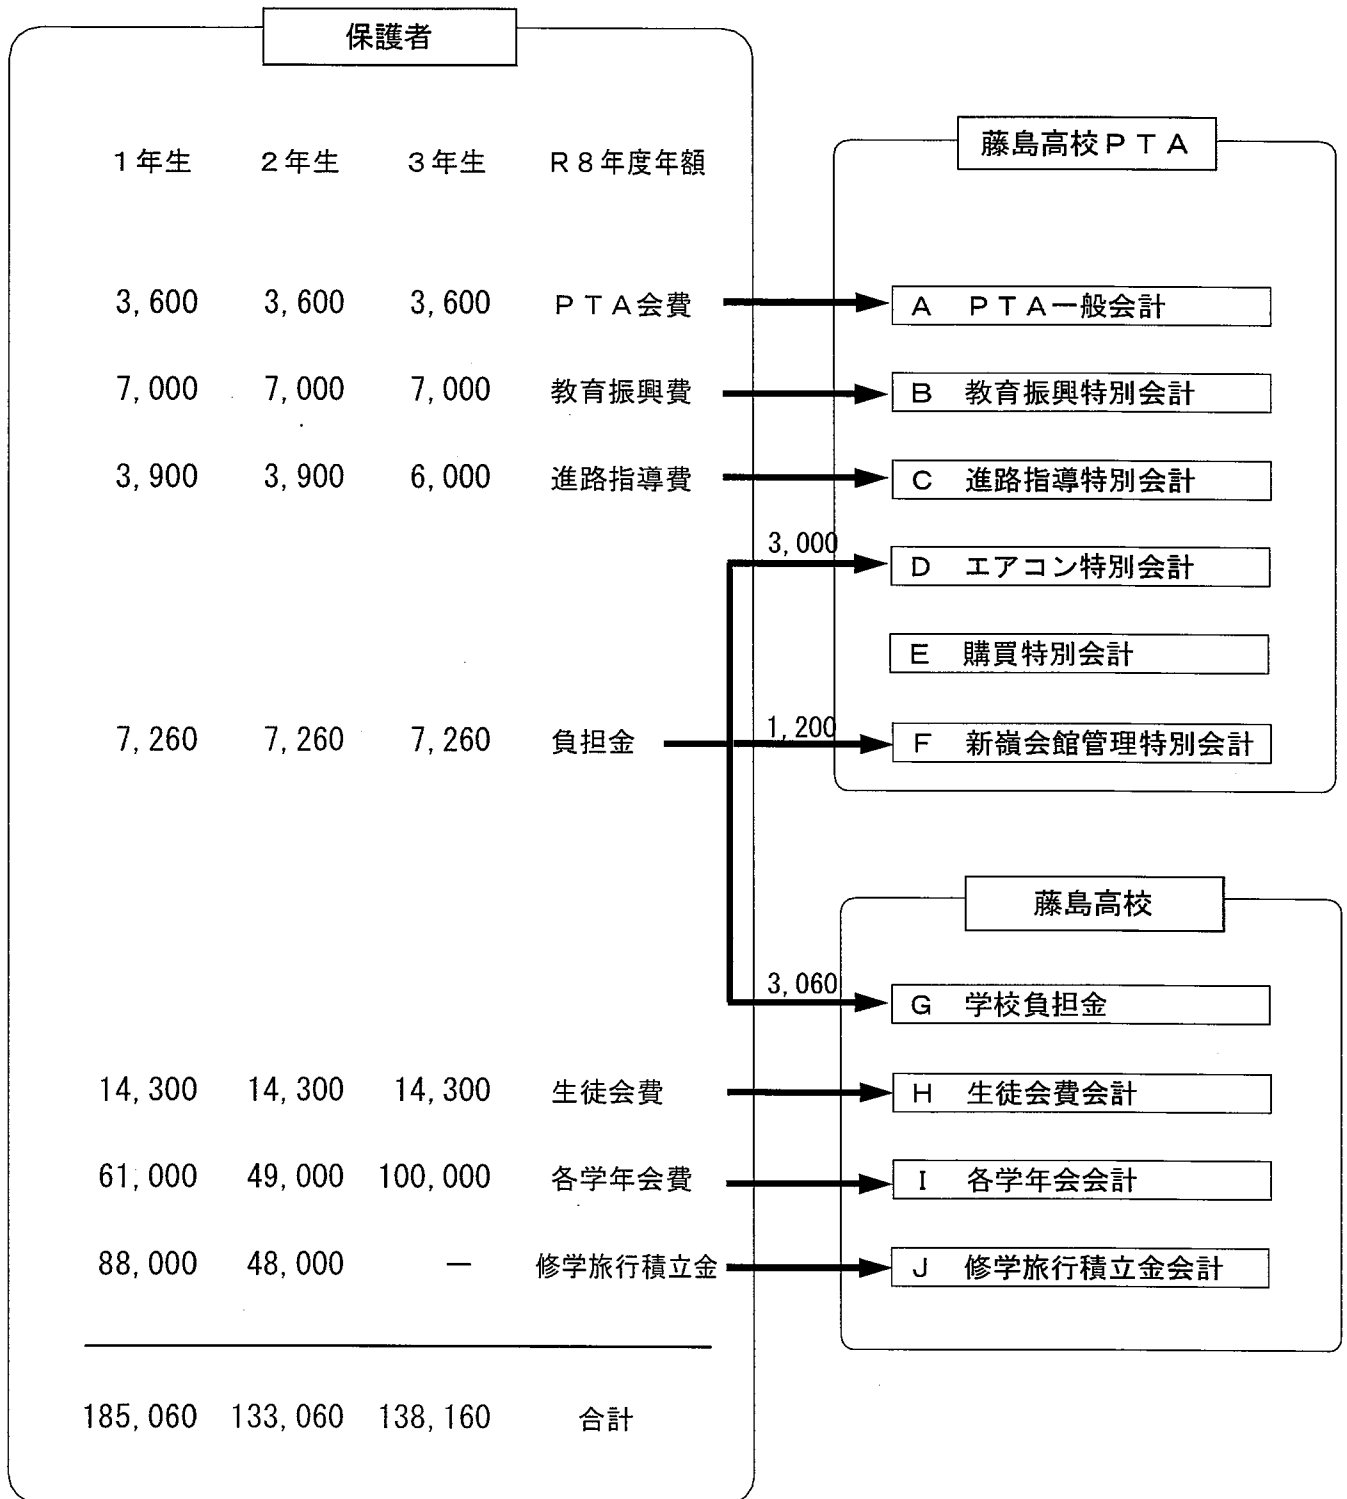 保護者
藤島高校ＰＴＡ
１年生 ２年生 ３年生 Ｒ８年度年額
3,600 3,600 3,600 ＰＴＡ会費 Ａ ＰＴＡ一般会計
7,000 7,000 7,000 教育振興費 Ｂ 教育振興特別会計
3,900 3,900 6,000 進路指導費 Ｃ 進路指導特別会計
3,000 Ｄ エアコン特別会計
Ｅ 購買特別会計
7,260 7,260 7,260 負担金 1,200 Ｆ 新嶺会館管理特別会計
藤島高校
3,060 Ｇ 学校負担金
14,300 14,300 14,300 生徒会費 Ｈ 生徒会費会計
61,000 49,000 100,000 各学年会費 Ｉ 各学年会会計
88,000 48,000 － 修学旅行積立金 Ｊ 修学旅行積立金会計
185,060 133,060 138,160 合計